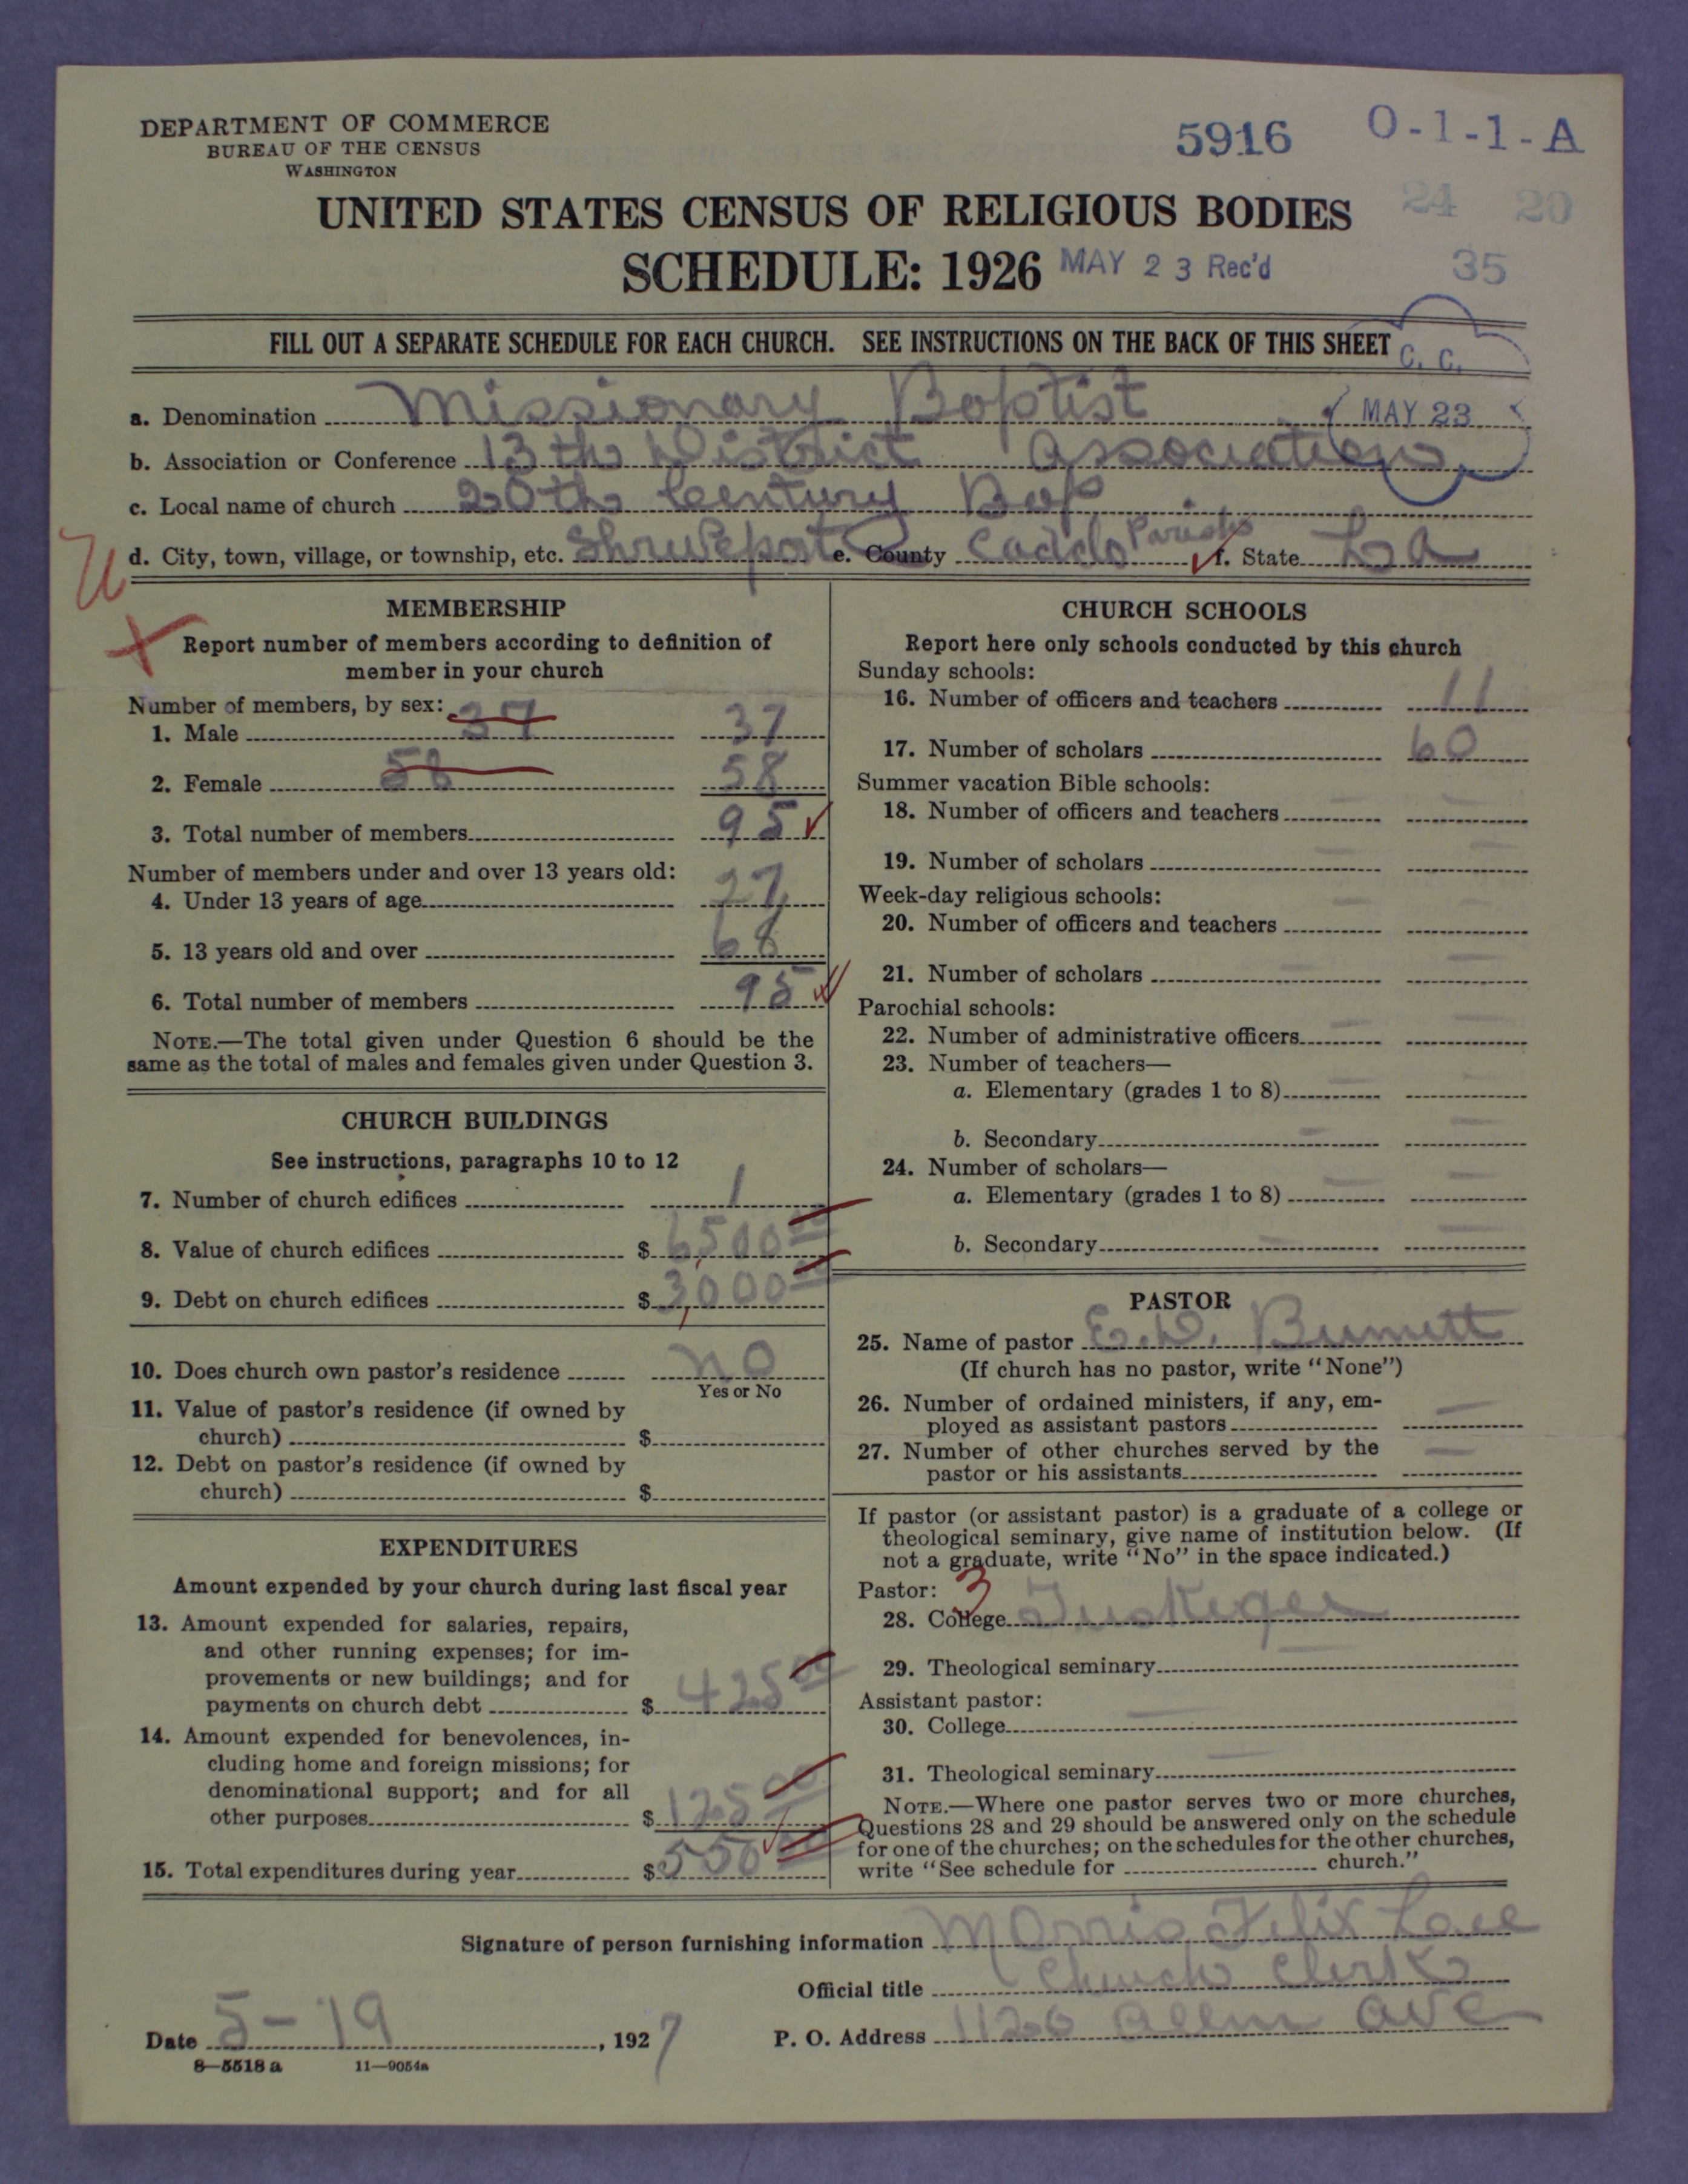 DEPARTMENT OF COMMERCE
BUREAU OF THE CENSUS
WASHINGTON
5916 O-1-1-A
24 20
UNITED STATES CENSUS OF RELIGIOUS BODIES
SCHEDULE: 1926 MAY 23 Rec'd 35
FILL OUT A SEPARATE SCHEDULE FOR EACH CHURCH. SEE INSTRUCTIONS ON THE BACK OF THIS SHEET
C. C.
MAY 23
a. Denomination Missionary Baptist
b. Association or Conference 13th District Association
c. Local name of church 20th Century Bap
d. City, town, village, or township, etc. Shreveport e. County Caddo Parish f. State La
MEMBERSHIP
Report number of members according to definition of
member in your church
Number of members, by sex:
1. Male 37 37
2. Female 58 58
3. Total number of members 95
Number of members under and over 13 years old:
4. Under 13 years of age 27
5. 13 years old and over 68
6. Total number of members 95
NOTE.—The total given under Question 6 should be the
same as the total of males and females given under Question 3.
CHURCH BUILDINGS
See instructions, paragraphs 10 to 12
7. Number of church edifices 1
8. Value of church edifices $ 6,500 00
9. Debt on church edifices $ 3,000 00
10. Does church own pastor's residence no
Yes or No
11. Value of pastor's residence (if owned by
church) $
12. Debt on pastor's residence (if owned by
church) $
EXPENDITURES
Amount expended by your church during last fiscal year
13. Amount expended for salaries, repairs,
and other running expenses; for im-
provements or new buildings; and for
payments on church debt $ 425 00
14. Amount expended for benevolences, in-
cluding home and foreign missions; for
denominational support; and for all
other purposes $ 125 00
15. Total expenditures during year $ 550 00
CHURCH SCHOOLS
Report here only schools conducted by this church
Sunday schools:
16. Number of officers and teachers 11
17. Number of scholars 60
Summer vacation Bible schools:
18. Number of officers and teachers
19. Number of scholars
Week-day religious schools:
20. Number of officers and teachers
21. Number of scholars
Parochial schools:
22. Number of administrative officers
23. Number of teachers—
a. Elementary (grades 1 to 8)
b. Secondary
24. Number of scholars—
a. Elementary (grades 1 to 8)
b. Secondary
PASTOR
25. Name of pastor E.D.
(If church has no pastor, write "None")
26. Number of ordained ministers, if any, em-
ployed as assistant pastors
27. Number of other churches served by the
pastor or his assistants
If pastor (or assistant pastor) is a graduate of a college or
theological seminary, give name of institution below. (If
not a graduate, write "No" in the space indicated.)
Pastor: 3
28. College Tuskegee
29. Theological seminary
Assistant pastor:
30. College
31. Theological seminary
NOTE.—Where one pastor serves two or more churches,
Questions 28 and 29 should be answered only on the schedule
for one of the churches; on the schedules for the other churches,
write "See schedule for church."
Signature of person furnishing information Morris Felix
Official title Church Clerk
Date 5-19, 1927 P. O. Address 1120 Allen Ave
8—5518 a 11—9054a